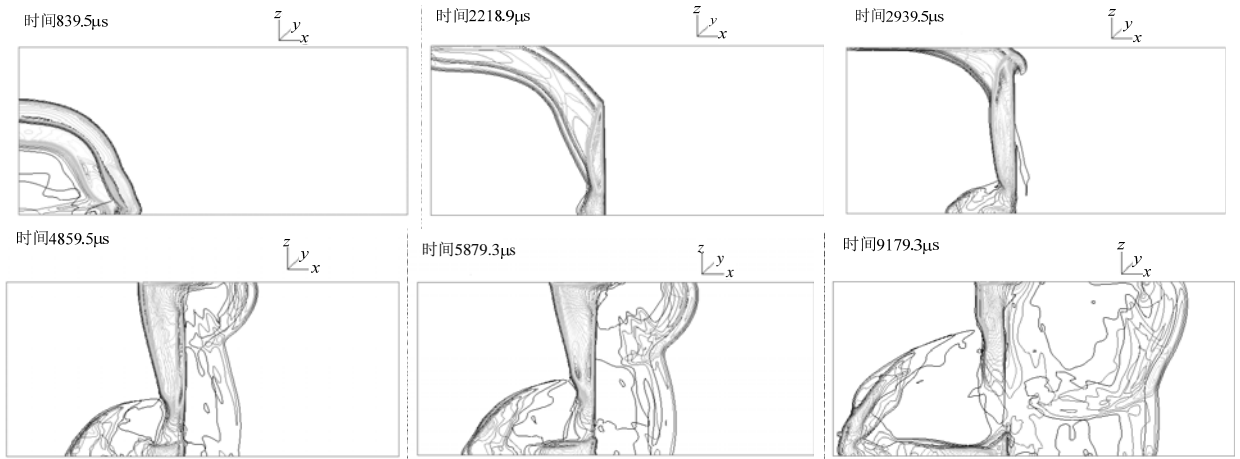 时间839.5μs
z
y
x
时间2218.9μs
z
y
x
时间2939.5μs
z
y
x
时间4859.5μs
z
y
x
时间5879.3μs
z
y
x
时间9179.3μs
z
y
x